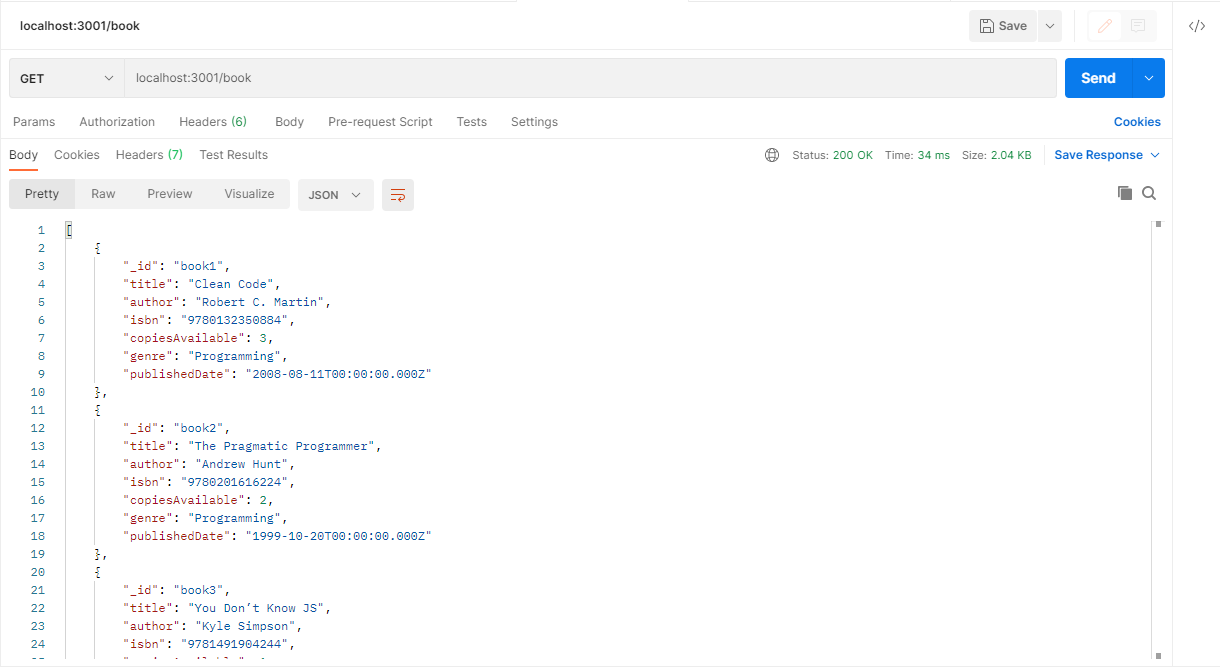 localhost:3001/book
Save
</>
GET
localhost:3001/book
Send
Params Authorization Headers (6) Body Pre-request Script Tests Settings Cookies
Body Cookies Headers (7) Test Results Status: 200 OK Time: 34 ms Size: 2.04 KB Save Response
Pretty Raw Preview Visualize JSON
1 [
2 {
3 "_id": "book1",
4 "title": "Clean Code",
5 "author": "Robert C. Martin",
6 "isbn": "9780132350884",
7 "copiesAvailable": 3,
8 "genre": "Programming",
9 "publishedDate": "2008-08-11T00:00:00.000Z"
10 },
11 {
12 "_id": "book2",
13 "title": "The Pragmatic Programmer",
14 "author": "Andrew Hunt",
15 "isbn": "9780201616224",
16 "copiesAvailable": 2,
17 "genre": "Programming",
18 "publishedDate": "1999-10-20T00:00:00.000Z"
19 },
20 {
21 "_id": "book3",
22 "title": "You Don’t Know JS",
23 "author": "Kyle Simpson",
24 "isbn": "9781491904244",